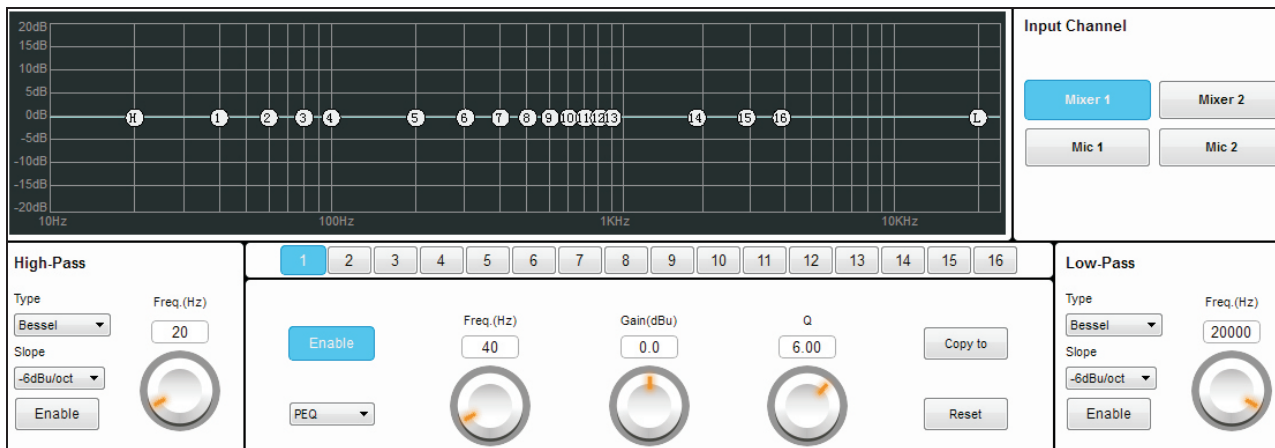 20dB
15dB
10dB
5dB
0dB
-5dB
-10dB
-15dB
-20dB
H 1 2 3 4 5 6 7 8 9 10 11 12 13 14 15 16 L
10Hz 100Hz 1KHz 10KHz
Input Channel
Mixer 1 Mixer 2
Mic 1 Mic 2
High-Pass
Type Freq.(Hz)
Bessel 20
Slope
-6dBu/oct
Enable
1 2 3 4 5 6 7 8 9 10 11 12 13 14 15 16
Freq.(Hz) Gain(dBu) Q
Enable 40 0.0 6.00 Copy to
PEQ Reset
Low-Pass
Type Freq.(Hz)
Bessel 20000
Slope
-6dBu/oct
Enable